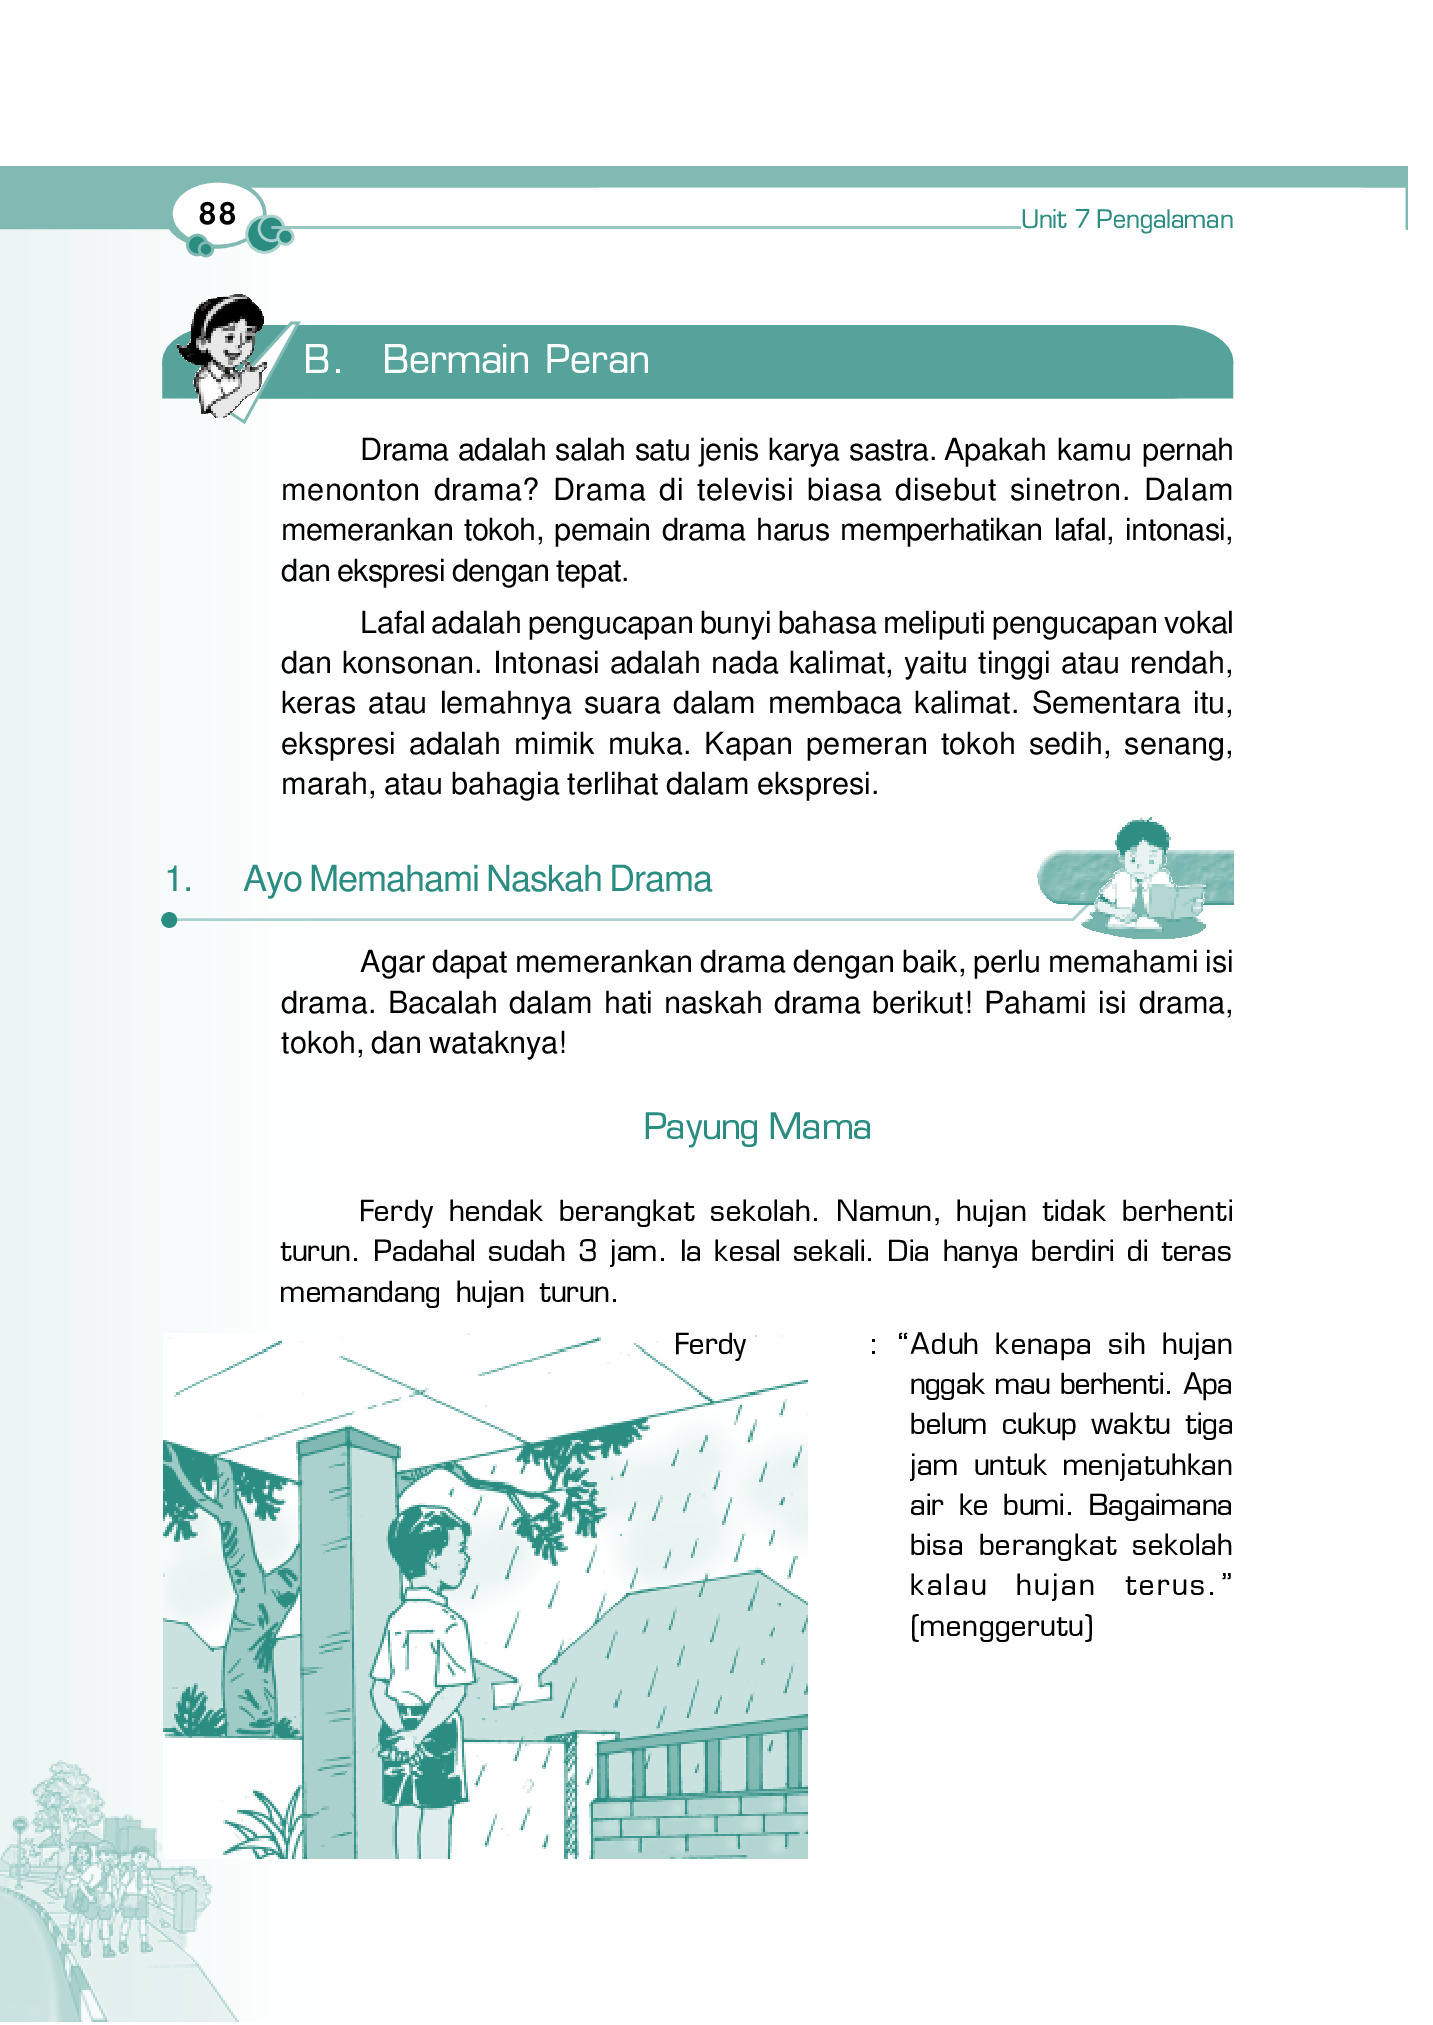 88
Unit 7 Pengalaman
B. Bermain Peran
Drama adalah salah satu jenis karya sastra. Apakah kamu pernah
menonton drama? Drama di televisi biasa disebut sinetron. Dalam
memerankan tokoh, pemain drama harus memperhatikan lafal, intonasi,
dan ekspresi dengan tepat.
Lafal adalah pengucapan bunyi bahasa meliputi pengucapan vokal
dan konsonan. Intonasi adalah nada kalimat, yaitu tinggi atau rendah,
keras atau lemahnya suara dalam membaca kalimat. Sementara itu,
ekspresi adalah mimik muka. Kapan pemeran tokoh sedih, senang,
marah, atau bahagia terlihat dalam ekspresi.
1. Ayo Memahami Naskah Drama
Agar dapat memerankan drama dengan baik, perlu memahami isi
drama. Bacalah dalam hati naskah drama berikut! Pahami isi drama,
tokoh, dan wataknya!
Payung Mama
Ferdy hendak berangkat sekolah. Namun, hujan tidak berhenti
turun. Padahal sudah 3 jam. Ia kesal sekali. Dia hanya berdiri di teras
memandang hujan turun.
Ferdy : “Aduh kenapa sih hujan
nggak mau berhenti. Apa
belum cukup waktu tiga
jam untuk menjatuhkan
air ke bumi. Bagaimana
bisa berangkat sekolah
kalau hujan terus.”
(menggerutu)